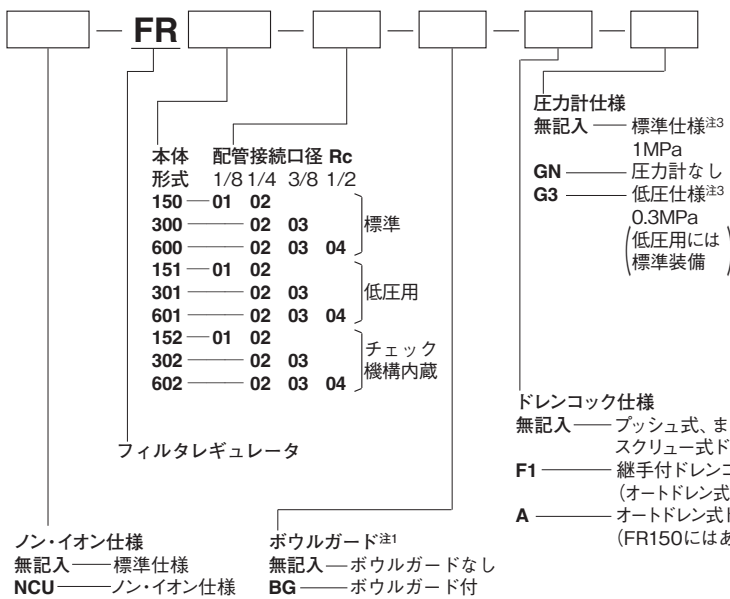 FR
圧力計仕様
無記入 標準仕様注3
1MPa
GN 圧力計なし
G3 低圧仕様注3
0.3MPa
(低圧用には
標準装備)
本体 配管接続口径 Rc
形式 1/8 1/4 3/8 1/2
150 01 02
300 02 03 標準
600 02 03 04
151 01 02
301 02 03 低圧用
601 02 03 04
152 01 02
チェック
302 02 03
機構内蔵
602 02 03 04
フィルタレギュレータ
ドレンコック仕様
無記入 プッシュ式、ま
スクリュー式ド
F1 継手付ドレンコ
(オートドレン式
A オートドレン式ド
(FR150にはあ
ノン・イオン仕様
無記入 標準仕様
NCU ノン・イオン仕様
ボウルガード注1
無記入 ボウルガードなし
BG ボウルガード付